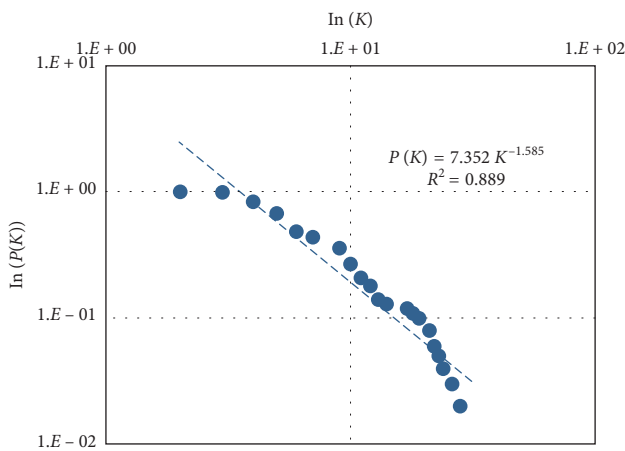 ln (K)
1.E + 00 1.E + 01 1.E + 02
1.E + 01
P (K) = 7.352 K^–1.585
R² = 0.889
1.E + 00
ln (P(K))
1.E – 01
1.E – 02